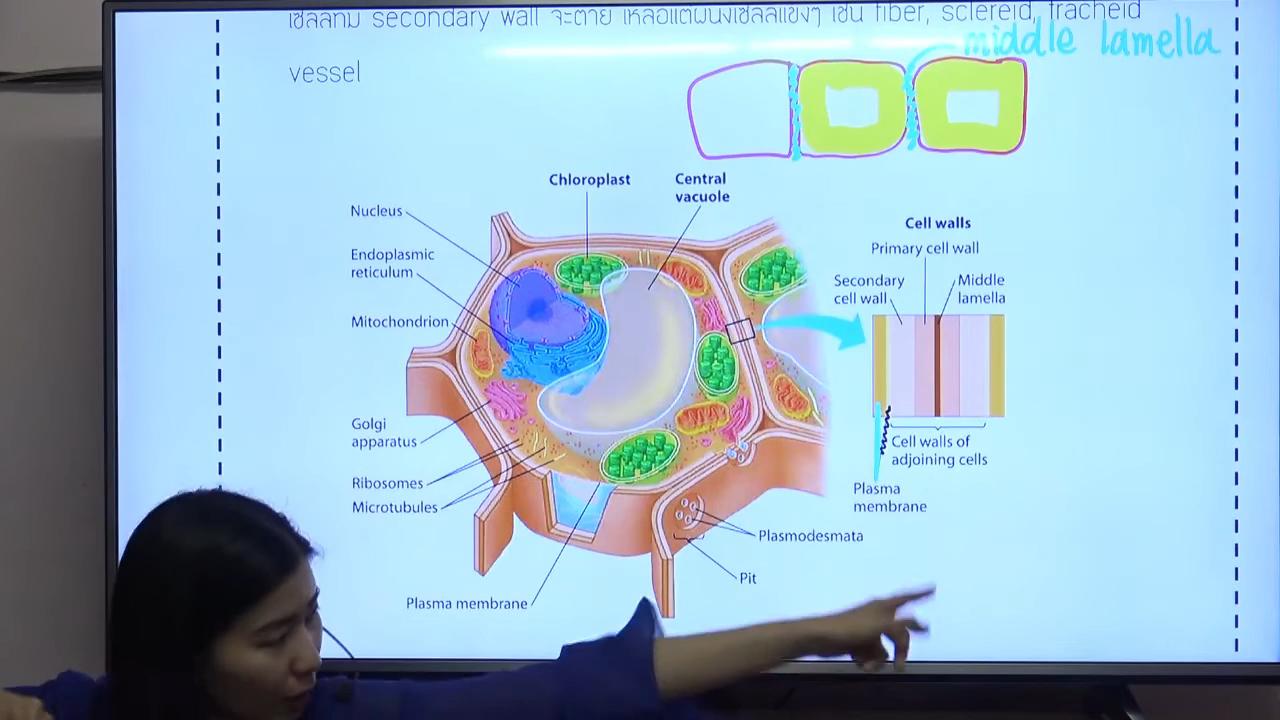 เซลล์ที่มี secondary wall จะตาย เหลือแต่ผนังเซลล์แข็งๆ เช่น fiber, sclereid, tracheid
vessel
middle lamella
Chloroplast
Central
vacuole
Nucleus
Endoplasmic
reticulum
Mitochondrion
Golgi
apparatus
Ribosomes
Microtubules
Plasma membrane
Plasmodesmata
Pit
Cell walls
Primary cell wall
Secondary
cell wall
Middle
lamella
Cell walls of
adjoining cells
Plasma
membrane